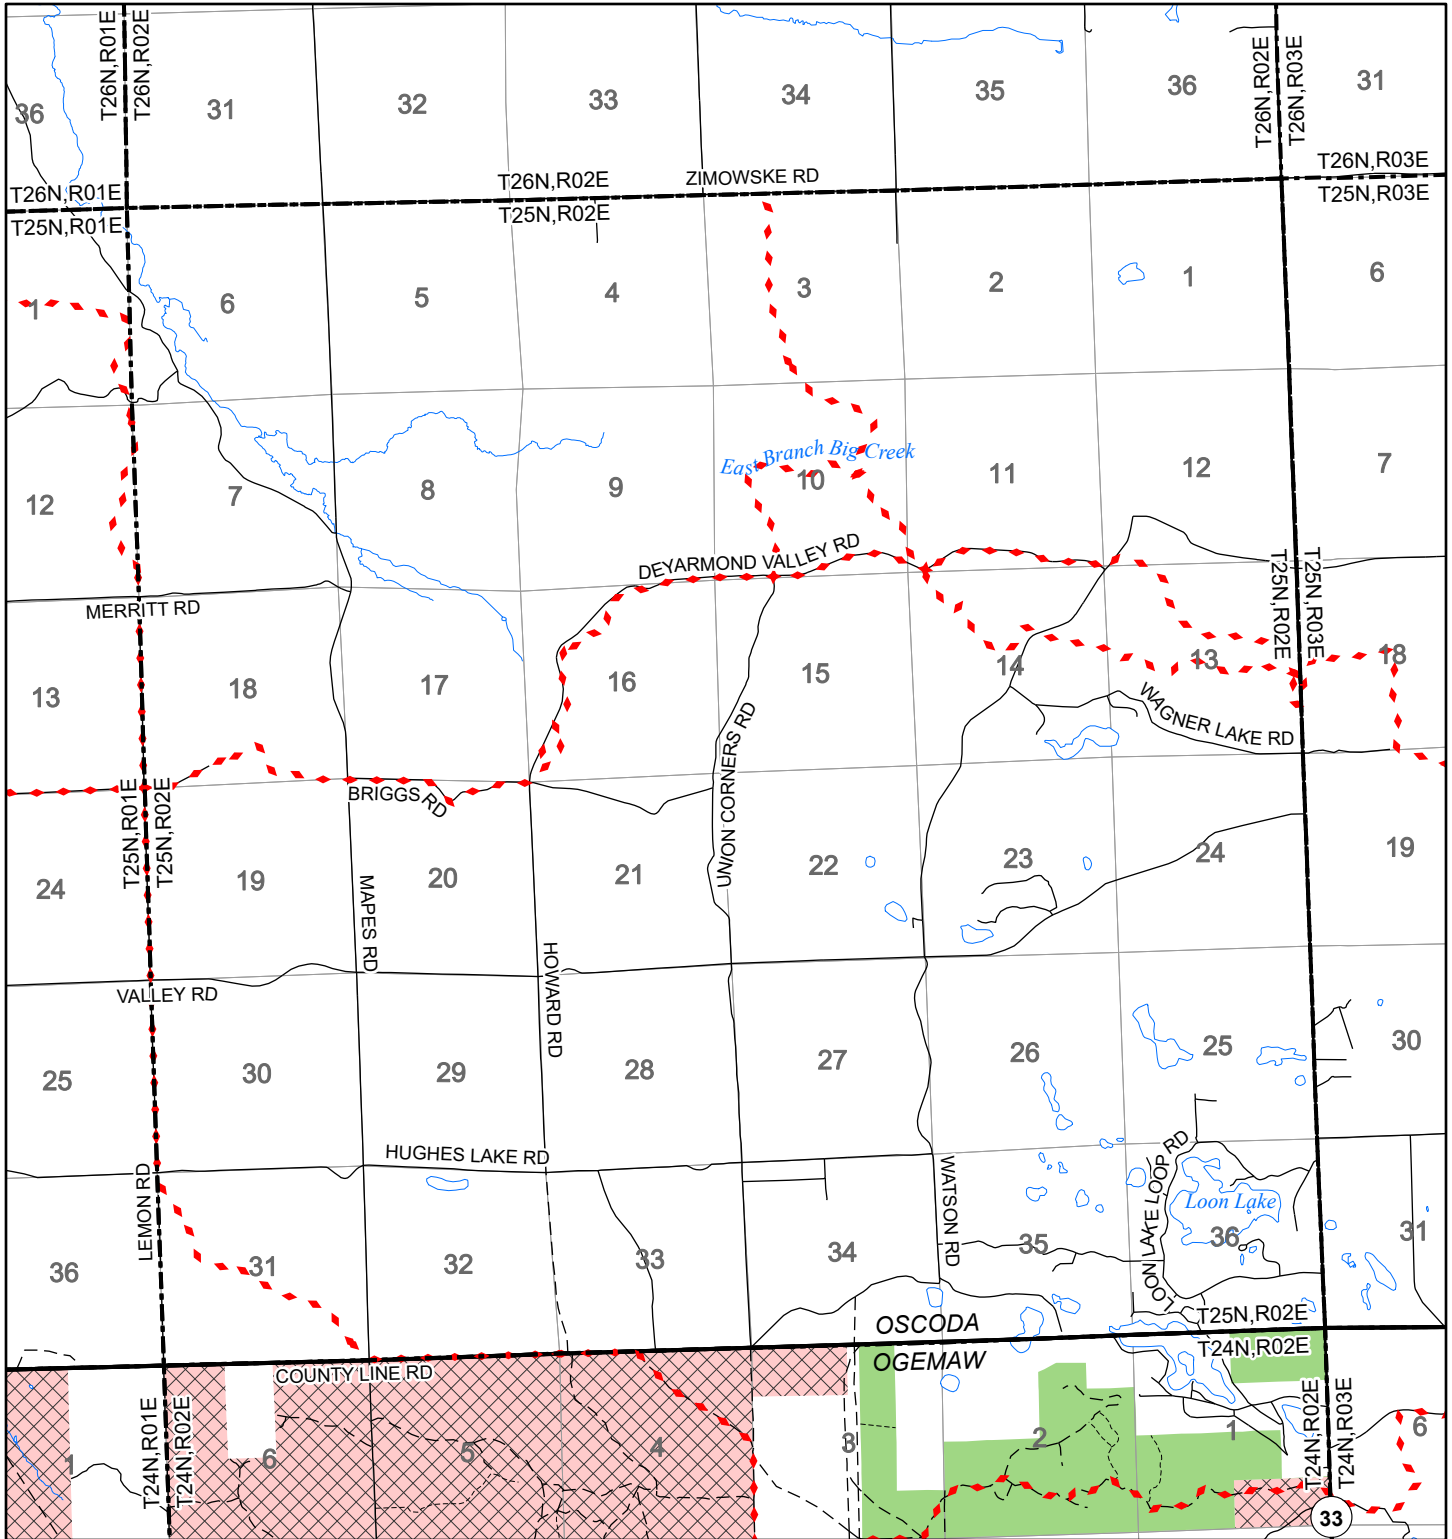 T26N,R01E
T26N,R02E
T26N,R02E
T26N,R03E
36
31
32
33
34
35
36
31
T26N,R01E
T25N,R01E
T26N,R02E
T25N,R02E
ZIMOWSKE RD
T26N,R03E
T25N,R03E
1
6
5
4
3
2
1
6
East Branch Big Creek
12
7
8
9
10
11
12
7
DEYARMOND VALLEY RD
MERRITT RD
T25N,R02E
T25N,R03E
13
18
17
16
15
14
13
18
WAGNER LAKE RD
UNION CORNERS RD
BRIGGS RD
T25N,R01E
T25N,R02E
24
19
20
21
22
23
24
19
MAPES RD
HOWARD RD
VALLEY RD
25
30
29
28
27
26
25
30
HUGHES LAKE RD
LEMON RD
WATSON RD
LOON LAKE LOOP RD
Loon Lake
36
31
32
33
34
35
36
31
OSCODA
OGEMAW
T25N,R02E
T24N,R02E
COUNTY LINE RD
T24N,R01E
T24N,R02E
T24N,R02E
T24N,R03E
1
6
5
4
3
2
1
6
33